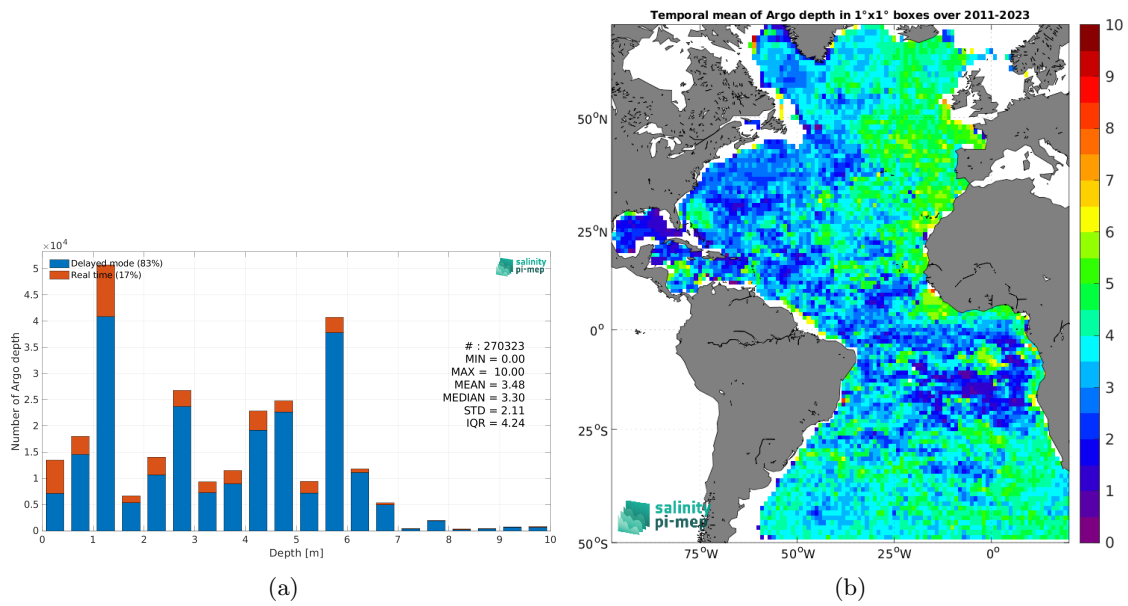 Temporal mean of Argo depth in 1°x1° boxes over 2011-2023
×10⁴
Delayed mode (83%)
Real time (17%)
salinity
pi-mep
5
4.5
4
3.5
3
2.5
2
1.5
1
0.5
0
Number of Argo depth
# : 270323
MIN = 0.00
MAX = 10.00
MEAN = 3.48
MEDIAN = 3.30
STD = 2.11
IQR = 4.24
0 1 2 3 4 5 6 7 8 9 10
Depth [m]
(a)
50°N
25°N
0°
25°S
50°S
salinity
pi-mep
75°W 50°W 25°W 0°
10
9
8
7
6
5
4
3
2
1
0
(b)